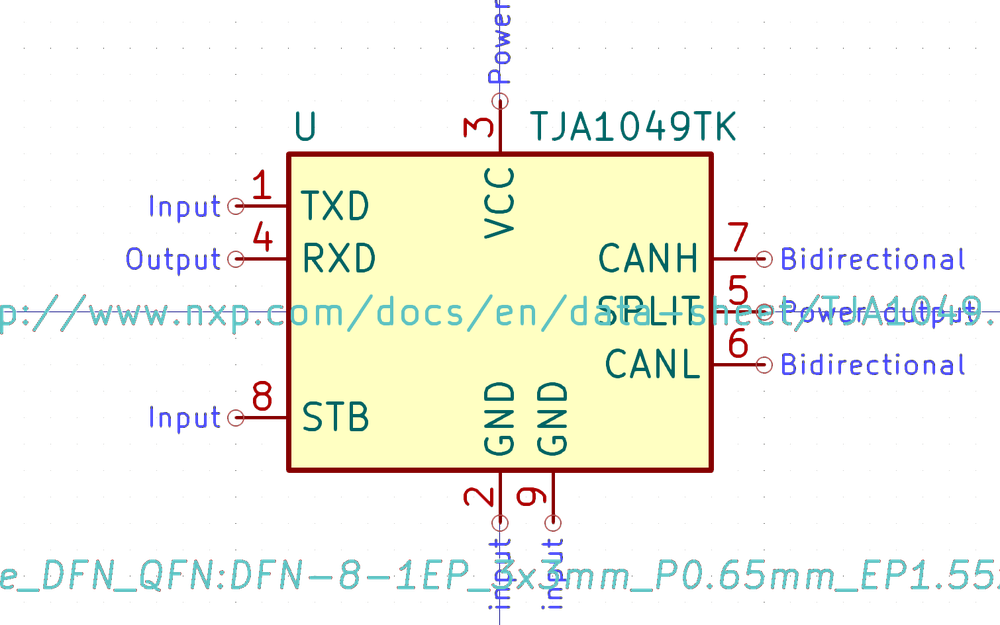 Power
U
3
TJA1049TK
Input
1
TXD
VCC
Output
4
RXD
CANH
7
Bidirectional
p://www.nxp.com/docs/en/data-sheet/TJA1049.
SPLIT
5
Power output
CANL
6
Bidirectional
Input
8
STB
GND
GND
2
9
input
input
e_DFN_QFN:DFN-8-1EP_3x3mm_P0.65mm_EP1.55